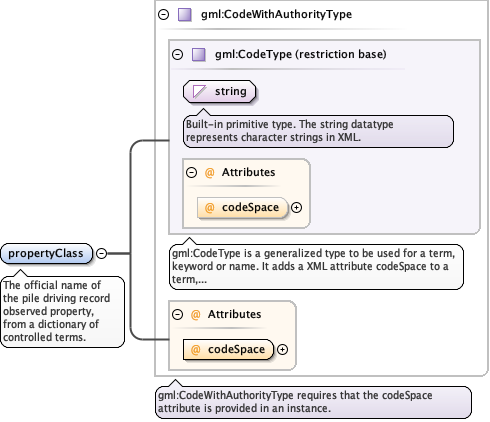 gml:CodeWithAuthorityType
gml:CodeType (restriction base)
string
Built-in primitive type. The string datatype
represents character strings in XML.
@ Attributes
@ codeSpace
gml:CodeType is a generalized type to be used for a term,
keyword or name. It adds a XML attribute codeSpace to a
term,...
propertyClass
The official name of
the pile driving record
observed property,
from a dictionary of
controlled terms.
@ Attributes
@ codeSpace
gml:CodeWithAuthorityType requires that the codeSpace
attribute is provided in an instance.